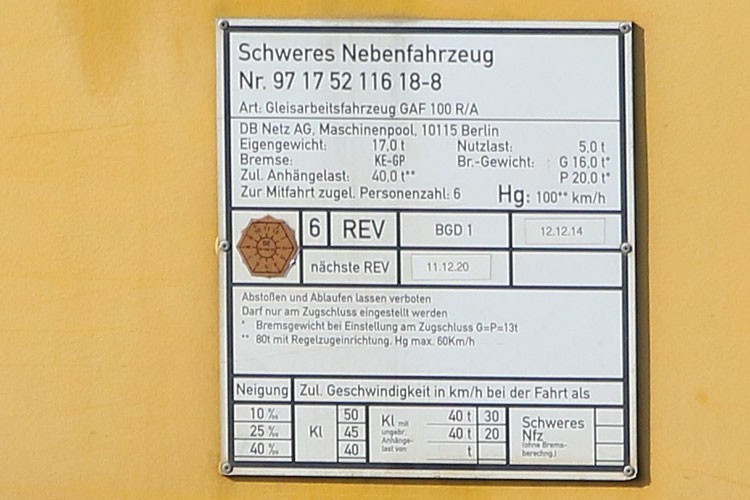 Schweres Nebenfahrzeug
Nr. 97 17 52 116 18-8
Art: Gleisarbeitsfahrzeug GAF 100 R/A
DB Netz AG, Maschinenpool, 10115 Berlin
Eigengewicht: 17,0 t Nutzlast: 5,0 t
Bremse: KE-GP Br.-Gewicht: G 16,0 t*
Zul. Anhängelast: 40,0 t** P 20,0 t*
Zur Mitfahrt zugel. Personenzahl: 6 Hg: 100** km/h
6 REV BGD 1 12.12.14
nächste REV 11.12.20
Abstoßen und Ablaufen lassen verboten
Darf nur am Zugschluss eingestellt werden
* Bremsgewicht bei Einstellung am Zugschluss G=P=13t
** 80t mit Regelzugeinrichtung. Hg max. 60Km/h
Neigung Zul. Geschwindigkeit in km/h bei der Fahrt als
10 ‰ 50 40 t 30
25 ‰ Kl 45 Kl mit ungebr. Anhänge- last von 40 t 20 Schweres Nfz (ohne Brems- berechng.)
40 ‰ 40 t